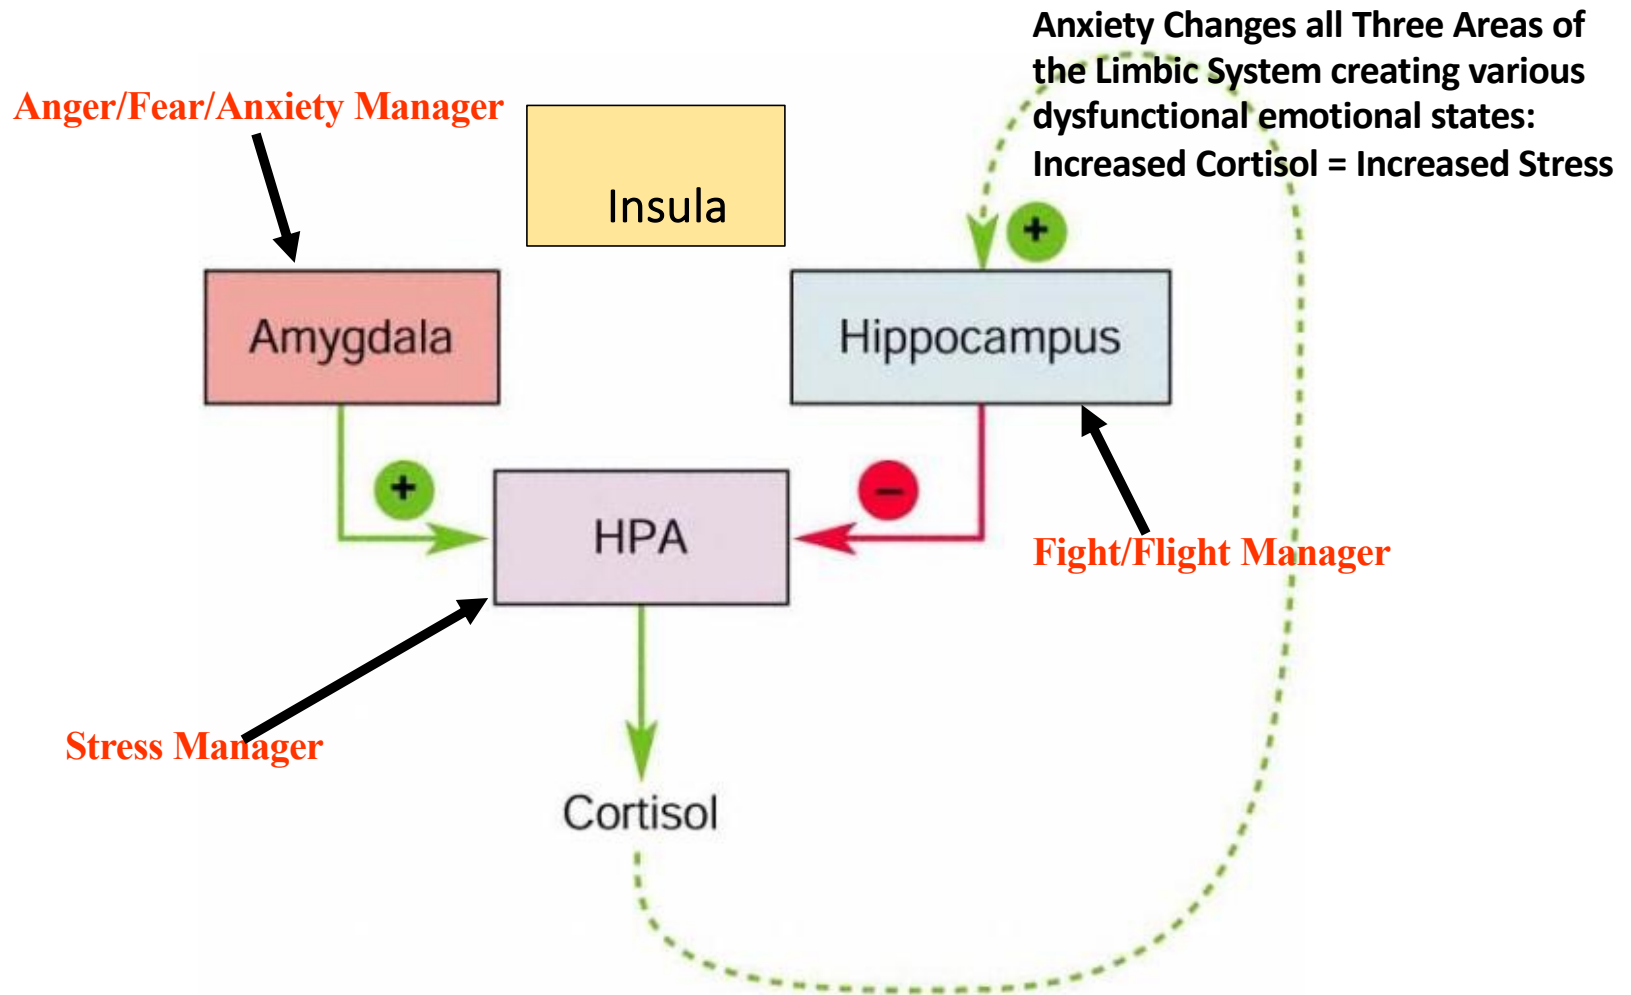 Anxiety Changes all Three Areas of
the Limbic System creating various
dysfunctional emotional states:
Increased Cortisol = Increased Stress
Anger/Fear/Anxiety Manager
Insula
+
Amygdala
Hippocampus
+
−
HPA
Fight/Flight Manager
Stress Manager
Cortisol